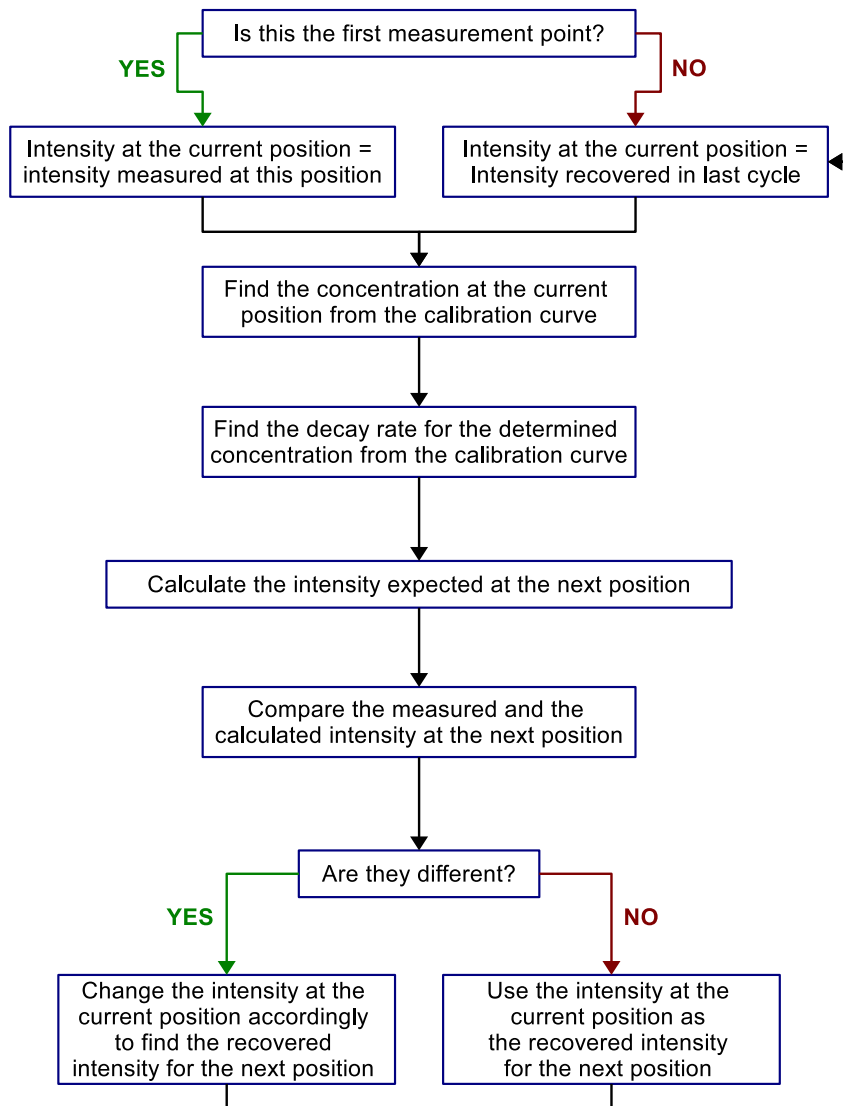 Is this the first measurement point?
YES
NO
Intensity at the current position =
intensity measured at this position
Intensity at the current position =
Intensity recovered in last cycle
Find the concentration at the current
position from the calibration curve
Find the decay rate for the determined
concentration from the calibration curve
Calculate the intensity expected at the next position
Compare the measured and the
calculated intensity at the next position
Are they different?
YES
NO
Change the intensity at the
current position accordingly
to find the recovered
intensity for the next position
Use the intensity at the
current position as
the recovered intensity
for the next position